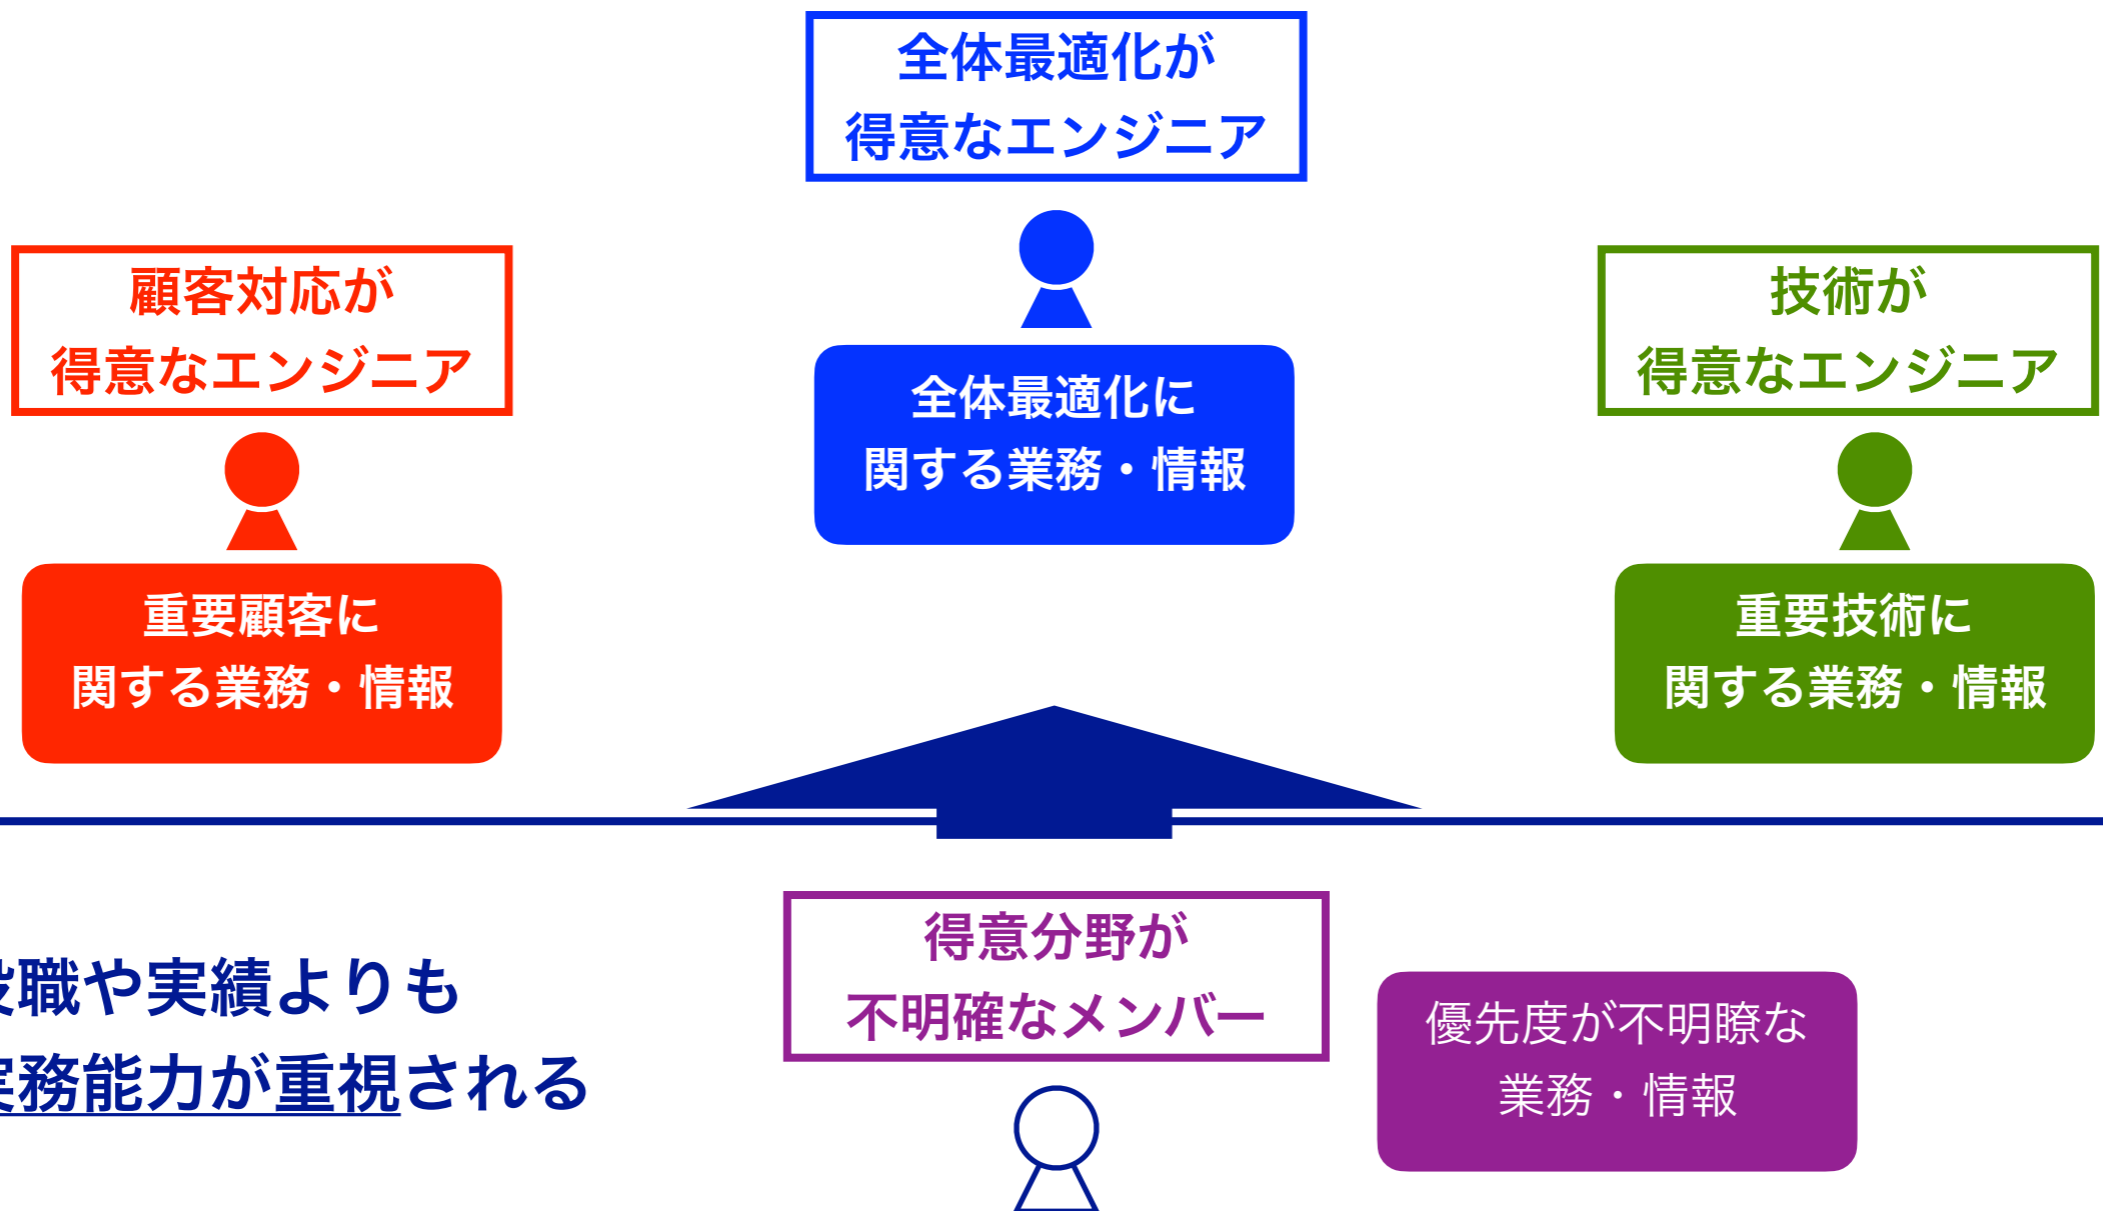 全体最適化が
得意なエンジニア
顧客対応が
得意なエンジニア
技術が
得意なエンジニア
全体最適化に
関する業務・情報
重要顧客に
関する業務・情報
重要技術に
関する業務・情報
得意分野が
不明確なメンバー
役職や実績よりも
実務能力が重視される
優先度が不明瞭な
業務・情報